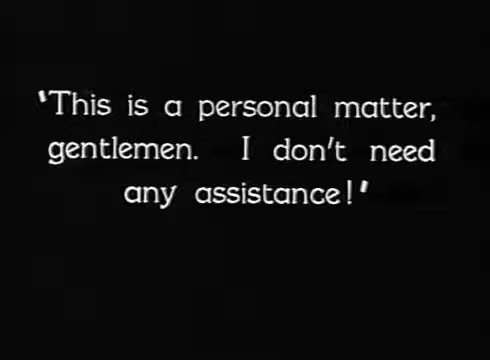 'This is a personal matter,
gentlemen. I don't need
any assistance!'